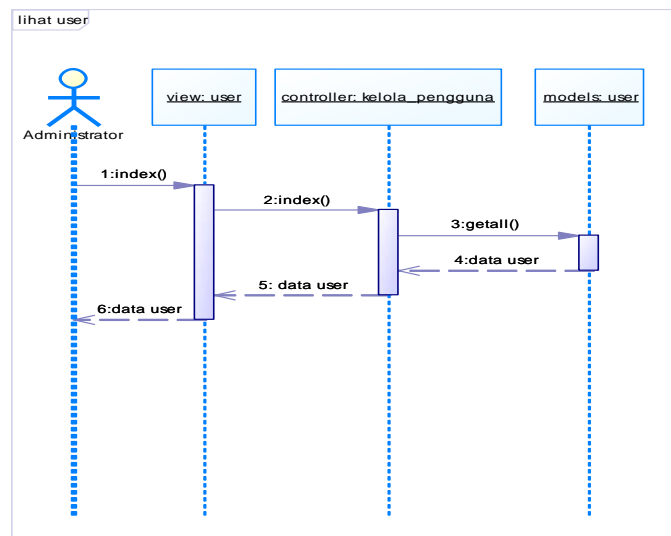 lihat user
view: user
controller: kelola_pengguna
models: user
Administrator
1:index()
2:index()
3:getall()
4:data user
5: data user
6:data user